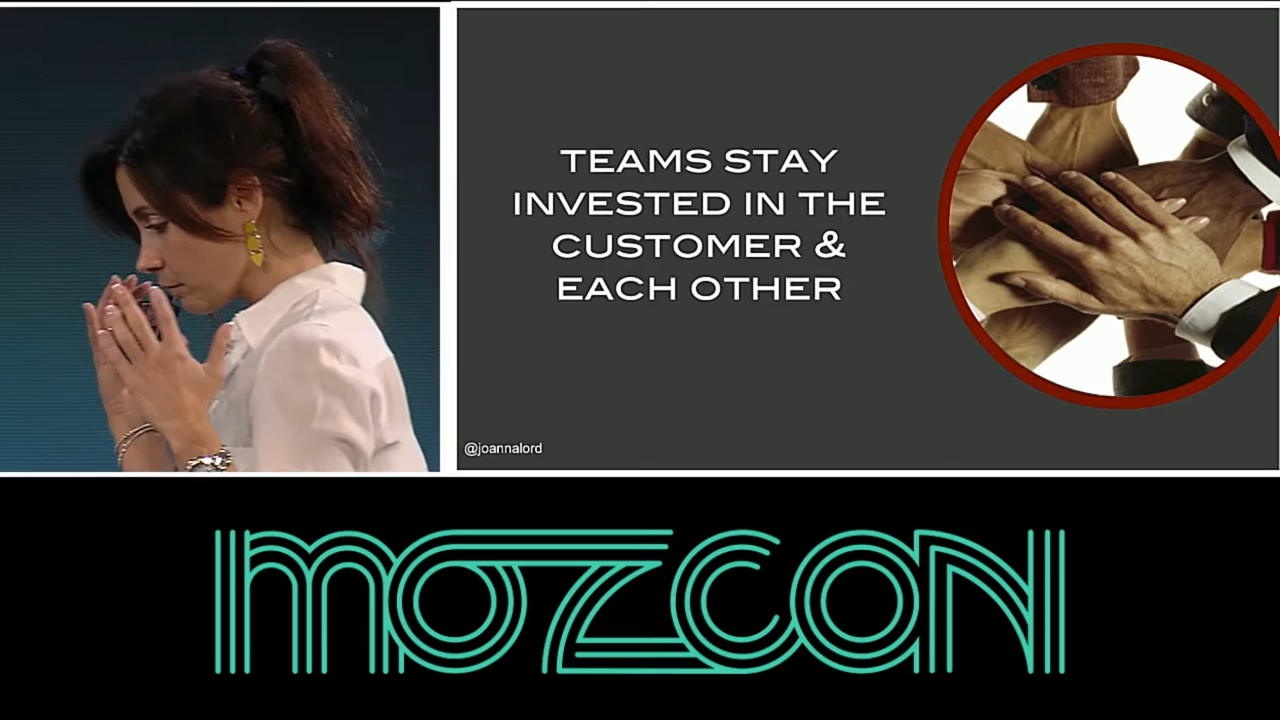 TEAMS STAY
INVESTED IN THE
CUSTOMER &
EACH OTHER
@joannalord
mozcon